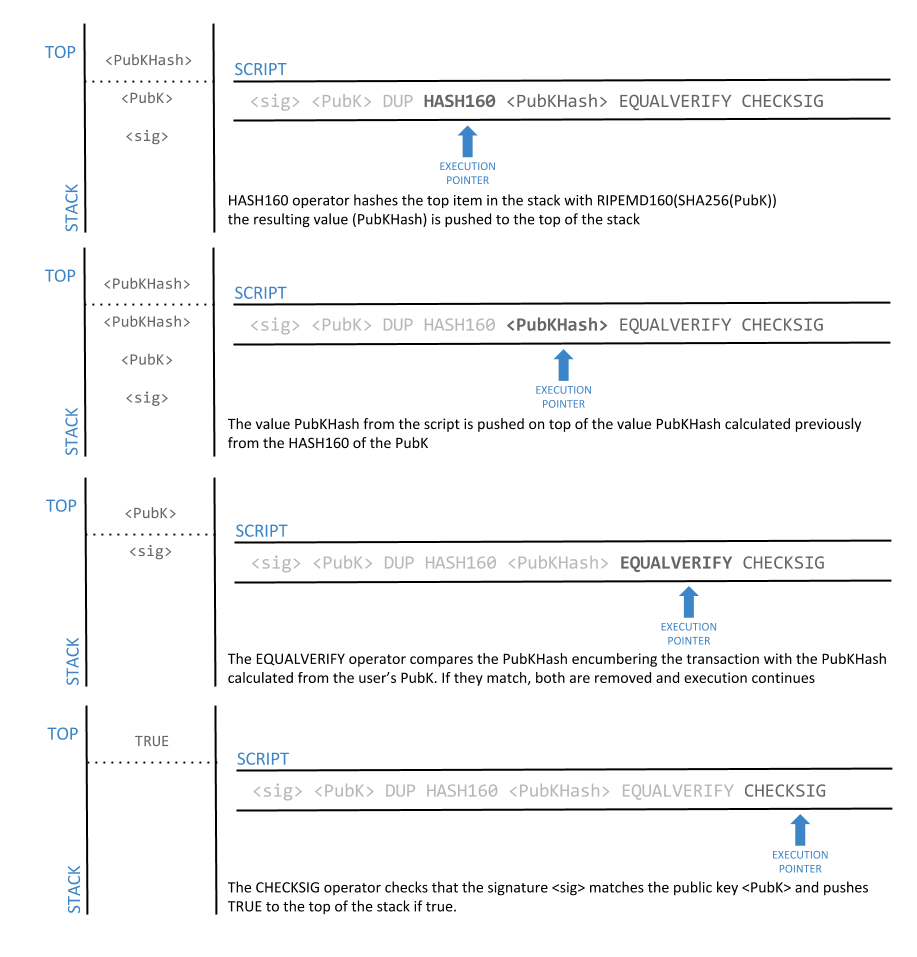 TOP
<PubKHash>
<PubK>
<sig>
STACK
SCRIPT
<sig> <PubK> DUP HASH160 <PubKHash> EQUALVERIFY CHECKSIG
EXECUTION
POINTER
HASH160 operator hashes the top item in the stack with RIPEMD160(SHA256(PubK))
the resulting value (PubKHash) is pushed to the top of the stack
TOP
<PubKHash>
<PubKHash>
<PubK>
<sig>
STACK
SCRIPT
<sig> <PubK> DUP HASH160 <PubKHash> EQUALVERIFY CHECKSIG
EXECUTION
POINTER
The value PubKHash from the script is pushed on top of the value PubKHash calculated previously
from the HASH160 of the PubK
TOP
<PubK>
<sig>
STACK
SCRIPT
<sig> <PubK> DUP HASH160 <PubKHash> EQUALVERIFY CHECKSIG
EXECUTION
POINTER
The EQUALVERIFY operator compares the PubKHash encumbering the transaction with the PubKHash
calculated from the user’s PubK. If they match, both are removed and execution continues
TOP
TRUE
STACK
SCRIPT
<sig> <PubK> DUP HASH160 <PubKHash> EQUALVERIFY CHECKSIG
EXECUTION
POINTER
The CHECKSIG operator checks that the signature <sig> matches the public key <PubK> and pushes
TRUE to the top of the stack if true.